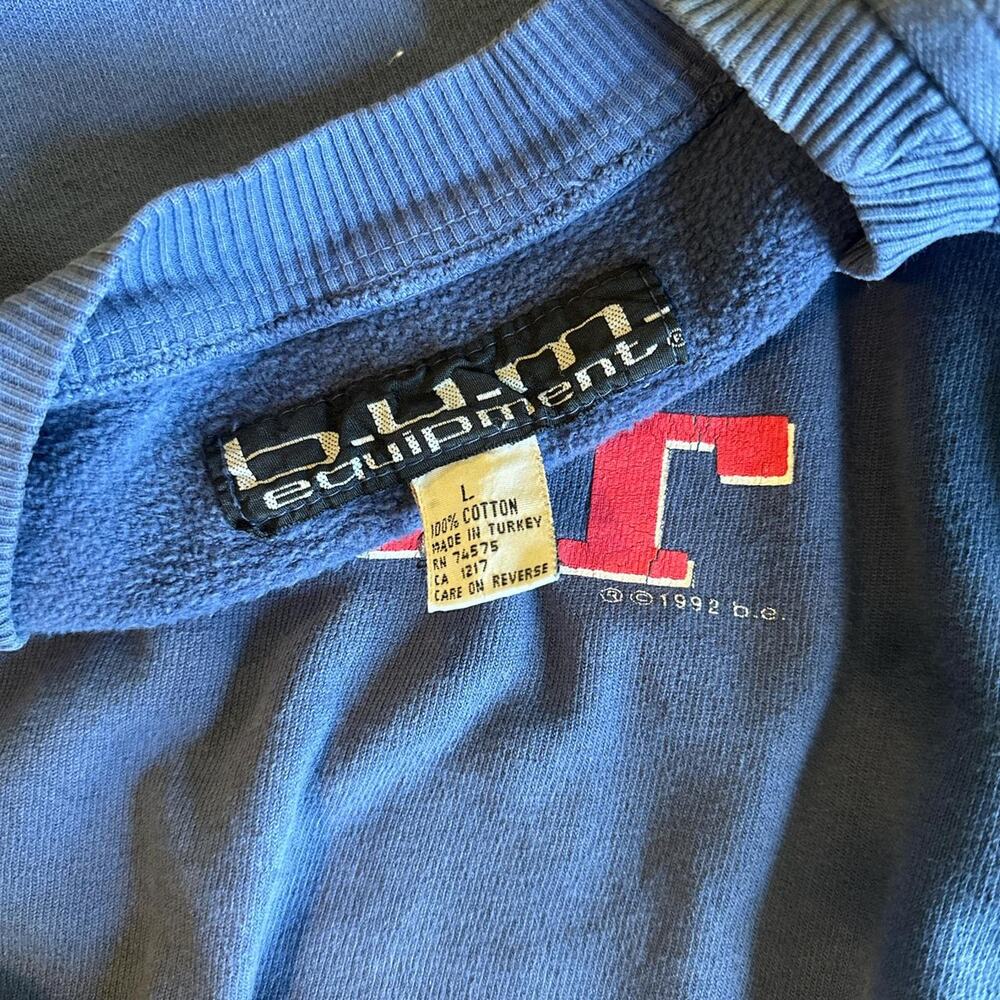 b.u.m.
equipment®
L
100% COTTON
MADE IN TURKEY
RN 74575
CA 1217
CARE ON REVERSE
® ©1992 b.e.